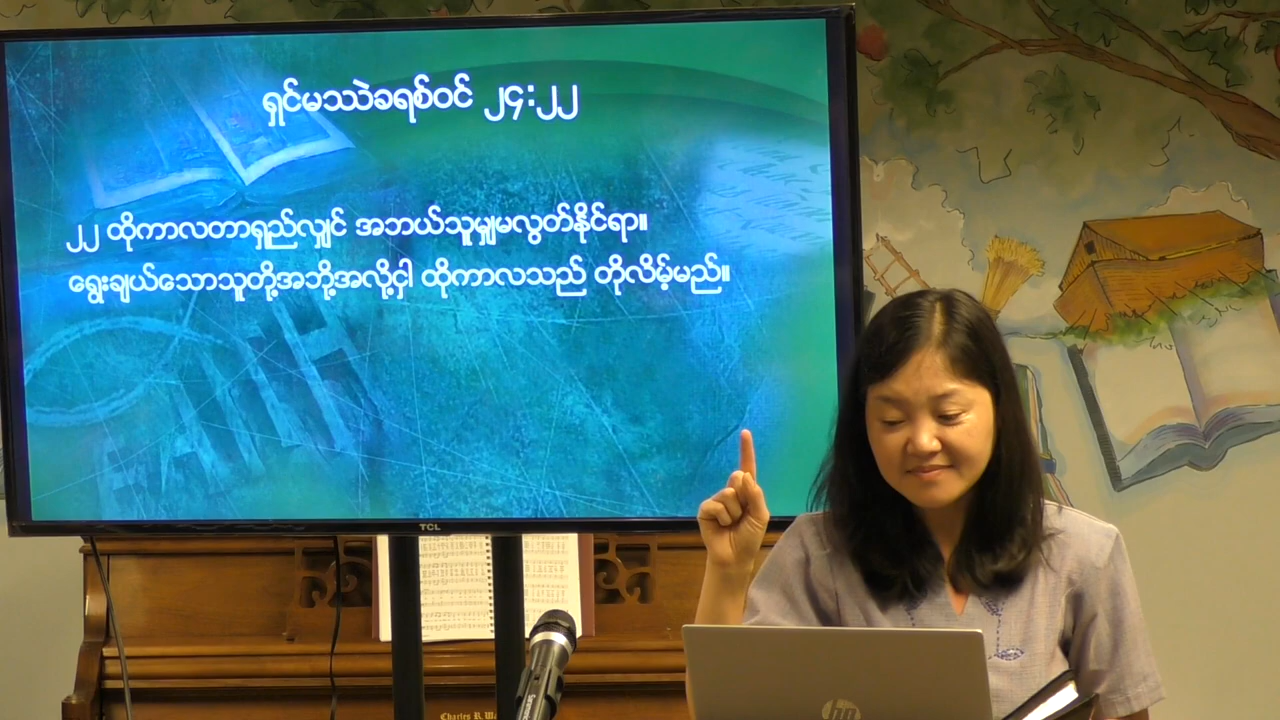 ရှင်မဿဲခရစ်ဝင် ၂၄:၂၂
၂၂ ထိုကာလတာရှည်လျှင် အဘယ်သူမျှမလွတ်နိုင်ရာ။
ရွေးချယ်သောသူတို့အဘို့အလို့ငှါ ထိုကာလသည် တိုလိမ့်မည်။
TCL
hp